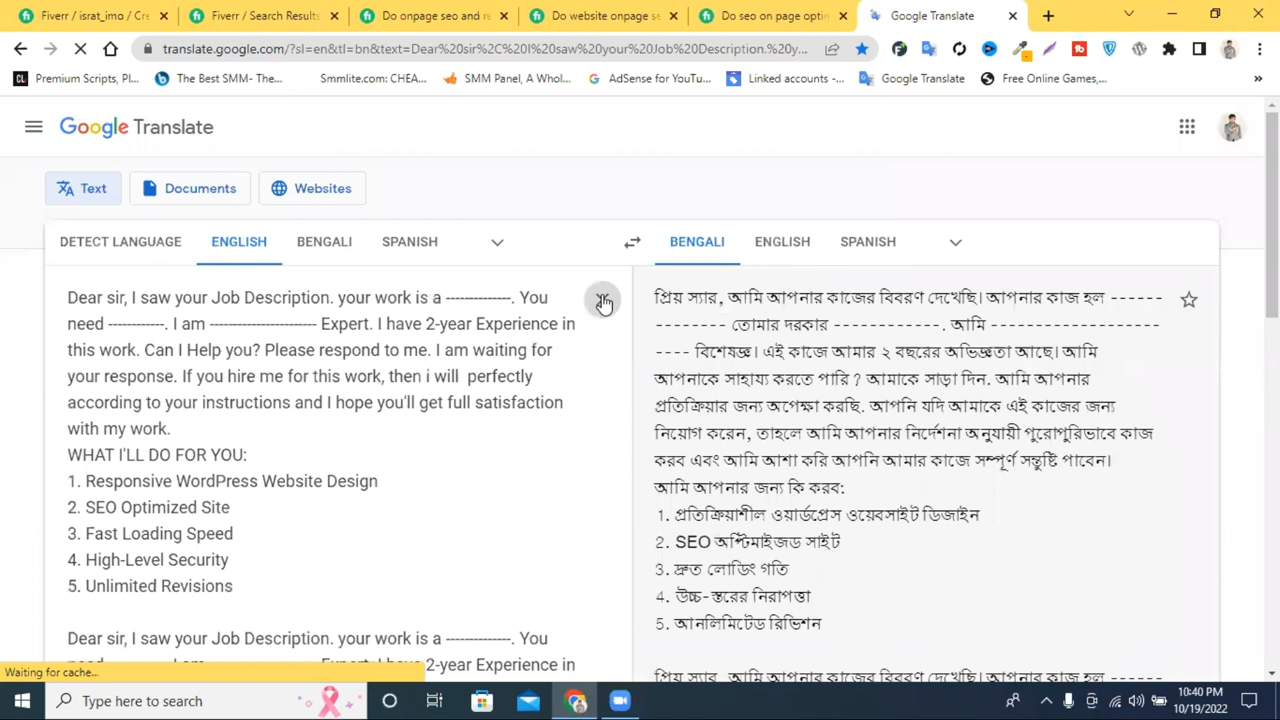 Fiverr / israt_imo / Cre
Fiverr / Search Results
Do onpage seo and re
Do website onpage se
Do seo on page optin
Google Translate
translate.google.com/?sl=en&tl=bn&text=Dear%20sir%2C%20I%20saw%20your%20Job%20Description.%20y...
Premium Scripts, Pl...
The Best SMM- The...
Smmlite.com: CHEA...
SMM Panel, A Whol...
AdSense for YouTu...
Linked accounts -...
Google Translate
Free Online Games,...
Google Translate
Text
Documents
Websites
DETECT LANGUAGE
ENGLISH
BENGALI
SPANISH
BENGALI
ENGLISH
SPANISH
Dear sir, I saw your Job Description. your work is a --------------. You
need ------------. I am ----------------------- Expert. I have 2-year Experience in
this work. Can I Help you? Please respond to me. I am waiting for
your response. If you hire me for this work, then i will perfectly
according to your instructions and I hope you'll get full satisfaction
with my work.
WHAT I'LL DO FOR YOU:
1. Responsive WordPress Website Design
2. SEO Optimized Site
3. Fast Loading Speed
4. High-Level Security
5. Unlimited Revisions
Dear sir, I saw your Job Description. your work is a --------------. You
Expert. I have 2-year Experience in
প্রিয় স্যার, আমি আপনার কাজের বিবরণ দেখেছি। আপনার কাজ হল ------
------------ তোমার দরকার ------------. আমি -------------------
---- বিশেষজ্ঞ। এই কাজে আমার ২ বছরের অভিজ্ঞতা আছে। আমি
আপনাকে সাহায্য করতে পারি ? আমাকে সাড়া দিন. আমি আপনার
প্রতিক্রিয়ার জন্য অপেক্ষা করছি. আপনি যদি আমাকে এই কাজের জন্য
নিয়োগ করেন, তাহলে আমি আপনার নির্দেশনা অনুযায়ী পুরোপুরিভাবে কাজ
করব এবং আমি আশা করি আপনি আমার কাজে সম্পূর্ণ সন্তুষ্টি পাবেন।
আমি আপনার জন্য কি করব:
1. প্রতিক্রিয়াশীল ওয়ার্ডপ্রেস ওয়েবসাইট ডিজাইন
2. SEO অপ্টিমাইজড সাইট
3. দ্রুত লোডিং গতি
4. উচ্চ-স্তরের নিরাপত্তা
5. আনলিমিটেড রিভিশন
প্রিয় স্যার, আমি আপনার কাজের বিবরণ দেখেছি। আপনার কাজ হল ------
Waiting for cache...
Type here to search
10:40 PM
10/19/2022